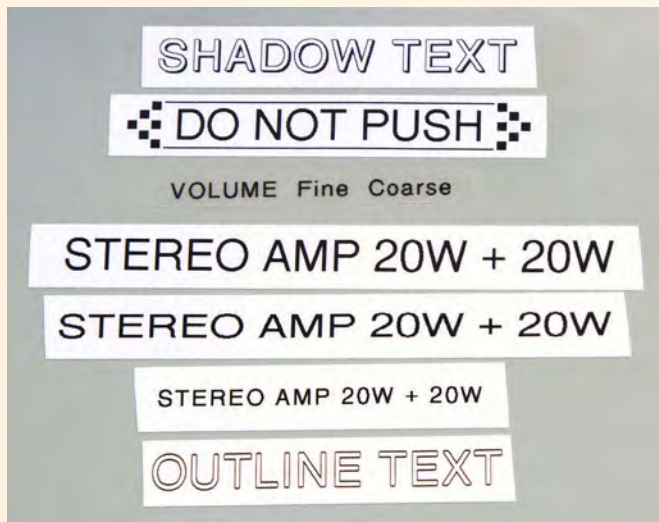 SHADOW TEXT
DO NOT PUSH
VOLUME Fine Coarse
STEREO AMP 20W + 20W
STEREO AMP 20W + 20W
STEREO AMP 20W + 20W
OUTLINE TEXT